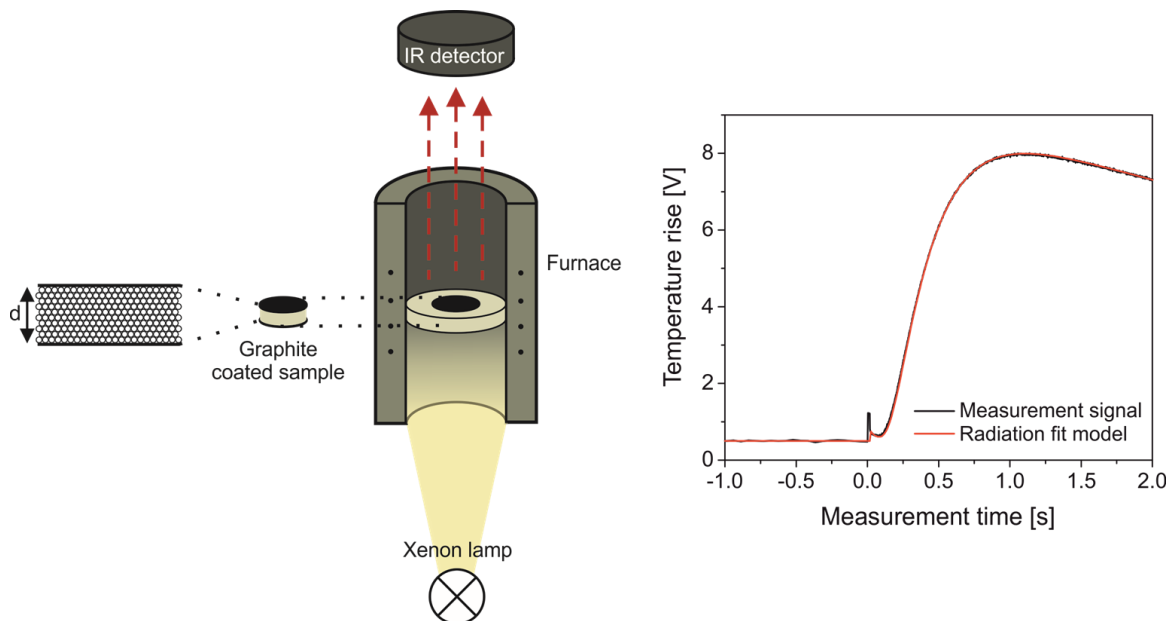 IR detector
Furnace
d
Graphite
coated sample
Xenon lamp
Temperature rise [V]
8
6
4
2
0
Measurement signal
Radiation fit model
-1.0 -0.5 0.0 0.5 1.0 1.5 2.0
Measurement time [s]